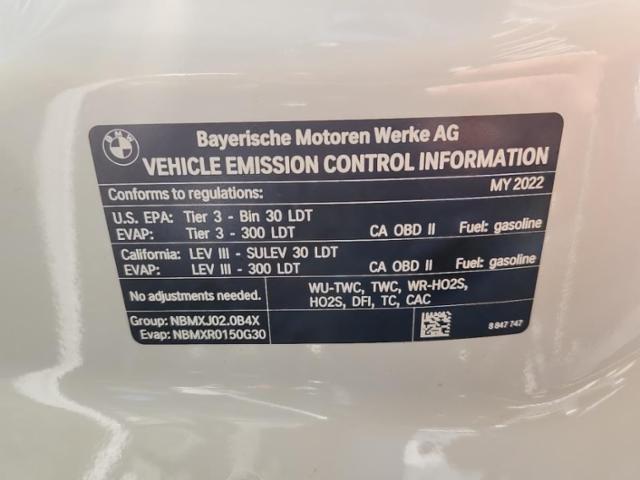 BMW
Bayerische Motoren Werke AG
VEHICLE EMISSION CONTROL INFORMATION
Conforms to regulations: MY 2022
U.S. EPA: Tier 3 - Bin 30 LDT
EVAP: Tier 3 - 300 LDT CA OBD II Fuel: gasoline
California: LEV III - SULEV 30 LDT
EVAP: LEV III - 300 LDT CA OBD II Fuel: gasoline
No adjustments needed.
WU-TWC, TWC, WR-HO2S,
HO2S, DFI, TC, CAC
Group: NBMXJ02.0B4X
Evap: NBMXR0150G30
8 847 747